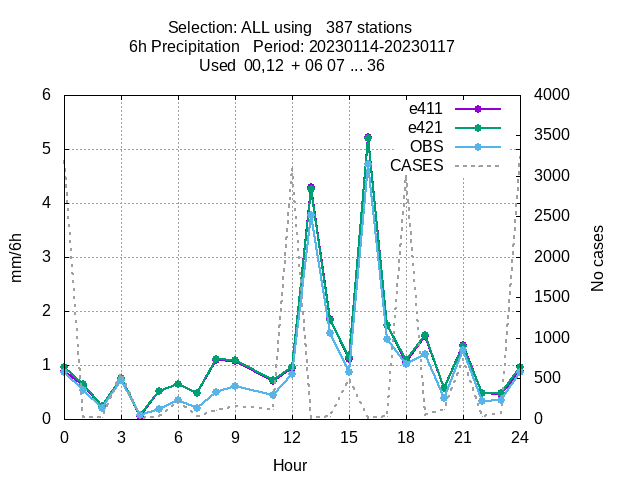 Selection: ALL using   387 stations
6h Precipitation   Period: 20230114-20230117
Used  00,12  + 06 07 ... 36
6
5
4
3
2
1
0
4000
3500
3000
2500
2000
1500
1000
500
0
e411
e421
OBS
CASES
mm/6h
No cases
0 3 6 9 12 15 18 21 24
Hour